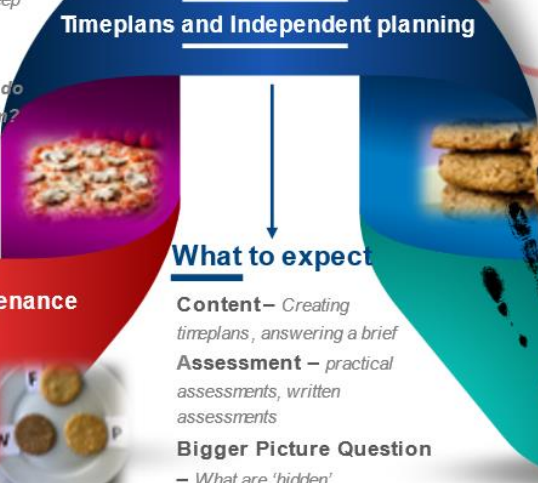 Timeplans and Independent planning
do
What to expect
enance
Content– Creating
timeplans, answering a brief
Assessment – practical
assessments, written
assessments
Bigger Picture Question
– What are 'hidden'
F
P